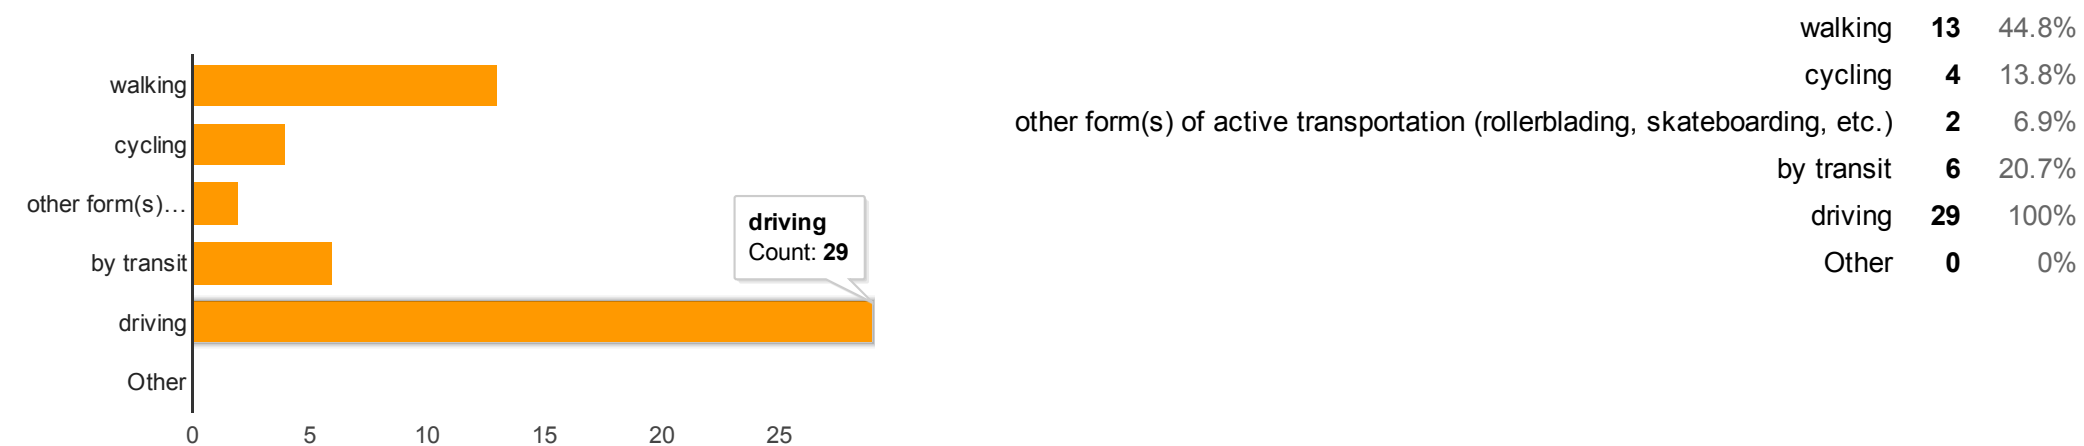 walking
cycling
other form(s)...
by transit
driving
Other
0 5 10 15 20 25
driving
Count: 29
walking 13 44.8%
cycling 4 13.8%
other form(s) of active transportation (rollerblading, skateboarding, etc.) 2 6.9%
by transit 6 20.7%
driving 29 100%
Other 0 0%